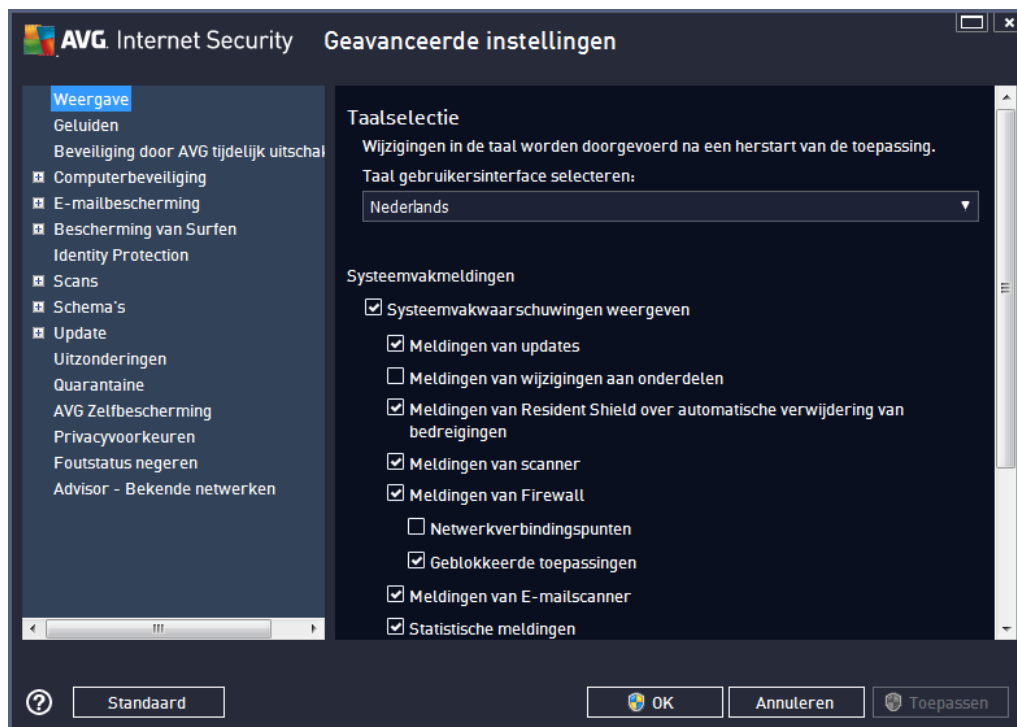 AVG. Internet Security Geavanceerde instellingen
Weergave
Geluiden
Beveiliging door AVG tijdelijk uitschak
Computerbeveiliging
E-mailbescherming
Bescherming van Surfen
Identity Protection
Scans
Schema's
Update
Uitzonderingen
Quarantaine
AVG Zelfbescherming
Privacyvoorkeuren
Foutstatus negeren
Advisor - Bekende netwerken
Taalselectie
Wijzigingen in de taal worden doorgevoerd na een herstart van de toepassing.
Taal gebruikersinterface selecteren:
Nederlands
Systeemvakmeldingen
Systeemvakwaarschuwingen weergeven
Meldingen van updates
Meldingen van wijzigingen aan onderdelen
Meldingen van Resident Shield over automatische verwijdering van
bedreigingen
Meldingen van scanner
Meldingen van Firewall
Netwerkverbindingspunten
Geblokkeerde toepassingen
Meldingen van E-mailscanner
Statistische meldingen
Standaard
OK
Annuleren
Toepassen